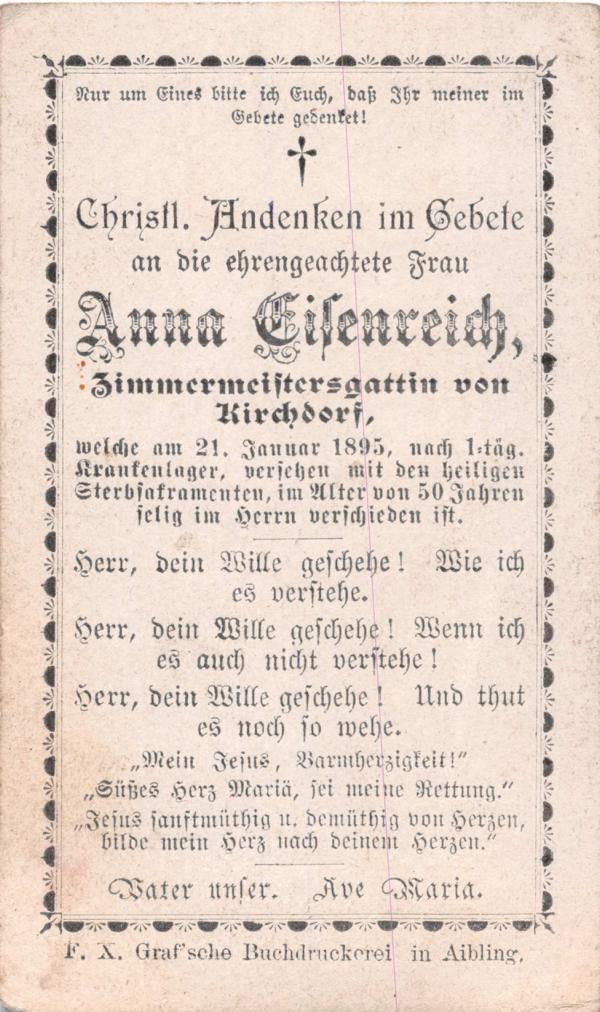 Nur um Eines bitte ich Euch, daß Ihr meiner im
Gebete gedenket!
Christl. Andenken im Gebete
an die ehrengeachtete Frau
Anna Eisenreich,
Zimmermeistersgattin von
Kirchdorf,
welche am 21. Januar 1895, nach 1=täg.
Krankenlager, versehen mit den heiligen
Sterbsakramenten, im Alter von 50 Jahren
selig im Herrn verschieden ist.
Herr, dein Wille geschehe! Wie ich
es verstehe.
Herr, dein Wille geschehe! Wenn ich
es auch nicht verstehe!
Herr, dein Wille geschehe! Und thut
es noch so wehe.
„Mein Jesus, Barmherzigkeit!“
„Süßes Herz Mariä, sei meine Rettung.“
„Jesus sanftmüthig u. demüthig von Herzen,
bilde mein Herz nach deinem Herzen.“
Vater unser. Ave Maria.
F. X. Graf'sche Buchdruckerei in Aibling.